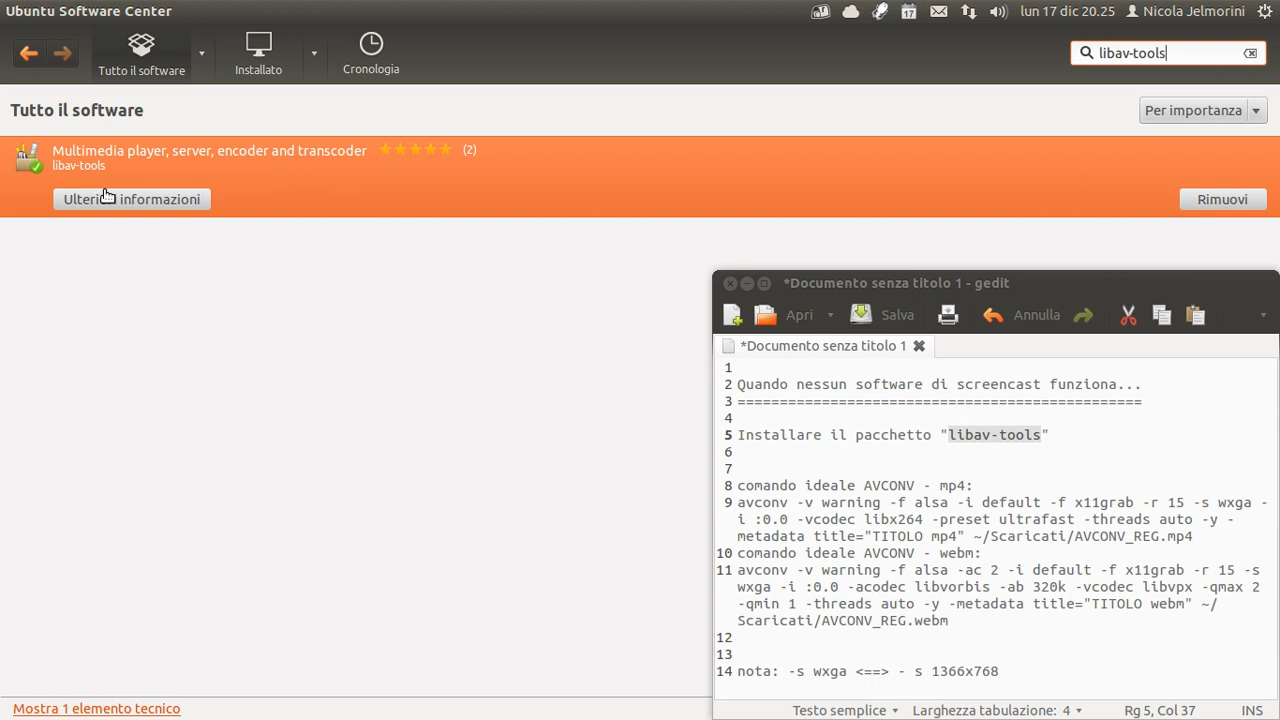 Ubuntu Software Center
17
lun 17 dic 20.25
Nicola Jelmorini
Tutto il software
Installato
Cronologia
libav-tools
Tutto il software
Per importanza
Multimedia player, server, encoder and transcoder
(2)
libav-tools
informazioni
Rimuovi
*Documento senza titolo 1 - gedit
Apri
Salva
Annulla
*Documento senza titolo 1
1
2 Quando nessun software di screencast funziona...
3 ================================================
4
5 Installare il pacchetto "libav-tools"
6
7
8 comando ideale AVCONV - mp4:
9 avconv -v warning -f alsa -i default -f x11grab -r 15 -s wxga -
i :0.0 -vcodec libx264 -preset ultrafast -threads auto -y -
metadata title="TITOLO mp4" ~/Scaricati/AVCONV_REG.mp4
10 comando ideale AVCONV - webm:
11 avconv -v warning -f alsa -ac 2 -i default -f x11grab -r 15 -s
wxga -i :0.0 -acodec libvorbis -ab 320k -vcodec libvpx -qmax 2
-qmin 1 -threads auto -y -metadata title="TITOLO webm" ~/
Scaricati/AVCONV_REG.webm
12
13
14 nota: -s wxga <==> - s 1366x768
Mostra 1 elemento tecnico
Testo semplice
Larghezza tabulazione: 4
Rg 5, Col 37
INS